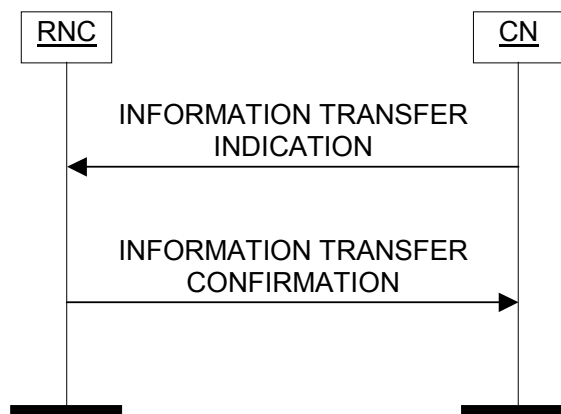 RNC
CN
INFORMATION TRANSFER
INDICATION
INFORMATION TRANSFER
CONFIRMATION